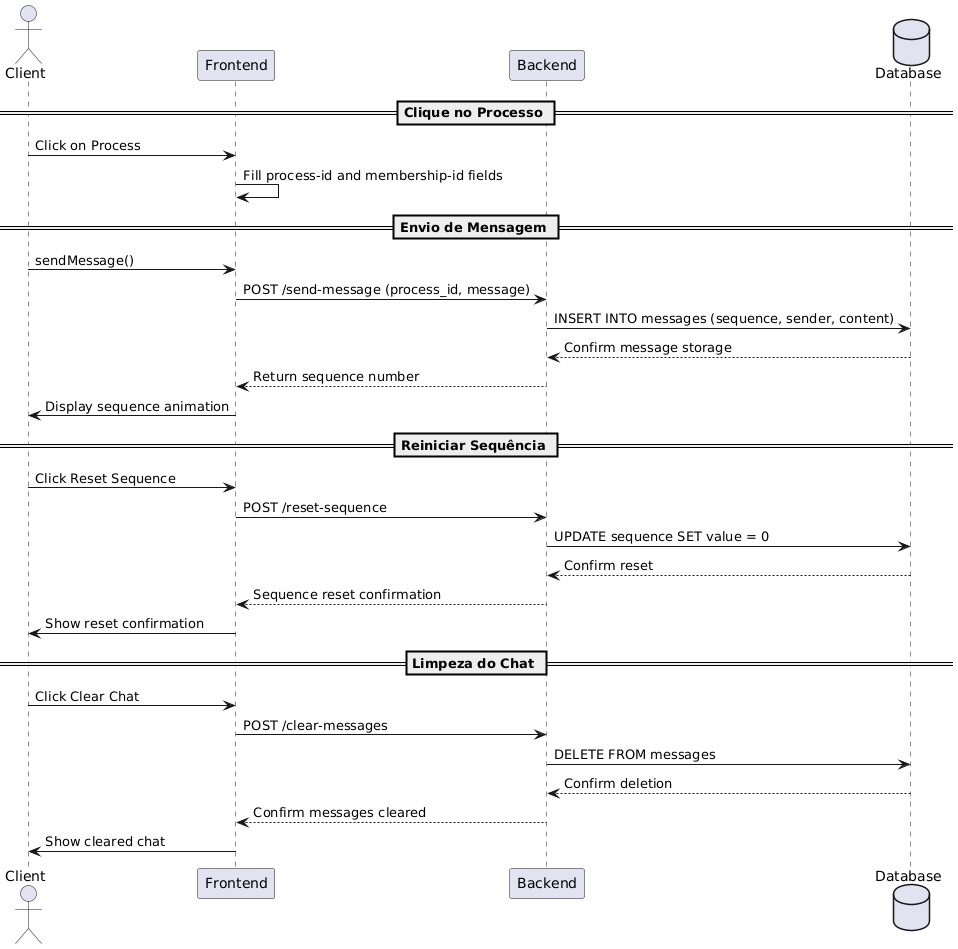 Client
Frontend
Backend
Database
Clique no Processo
Click on Process
Fill process-id and membership-id fields
Envio de Mensagem
sendMessage()
POST /send-message (process_id, message)
INSERT INTO messages (sequence, sender, content)
Confirm message storage
Return sequence number
Display sequence animation
Reiniciar Sequência
Click Reset Sequence
POST /reset-sequence
UPDATE sequence SET value = 0
Confirm reset
Sequence reset confirmation
Show reset confirmation
Limpeza do Chat
Click Clear Chat
POST /clear-messages
DELETE FROM messages
Confirm deletion
Confirm messages cleared
Show cleared chat
Client
Frontend
Backend
Database